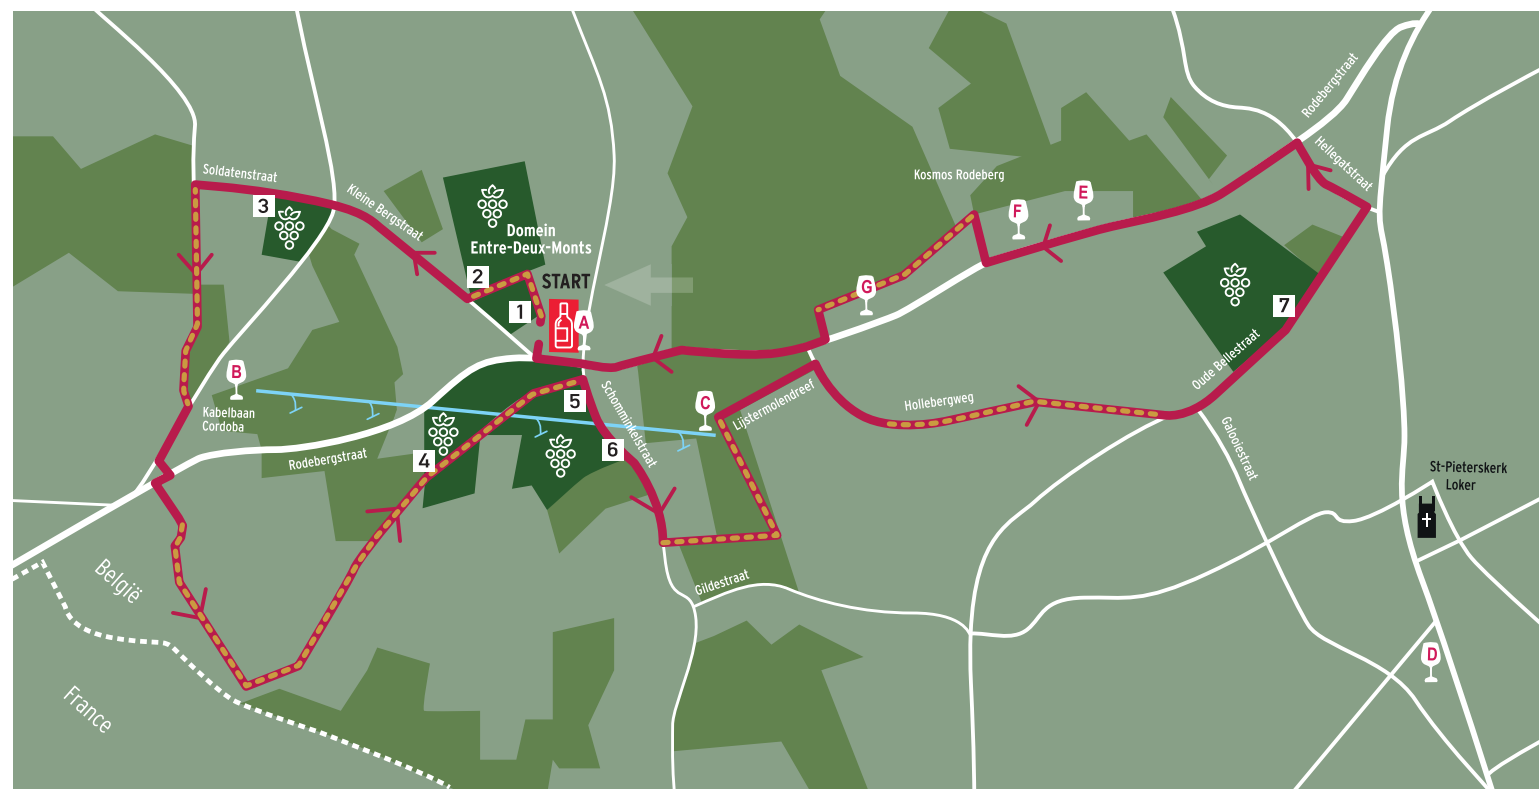 Rodebergstraat
Hellegatstraat
Soldatenstraat
Kleine Bergstraat
Kosmos Rodeberg
3
E
F
Domein
Entre-Deux-Monts
2
START
1
A
G
7
Oude Bellestraat
B
Kabelbaan
Cordoba
5
C
Schomminkelstraat
Lijstermolendreef
Hollebergweg
Galooiestraat
4
6
Rodebergstraat
St-Pieterskerk
Loker
België
Gildestraat
D
France